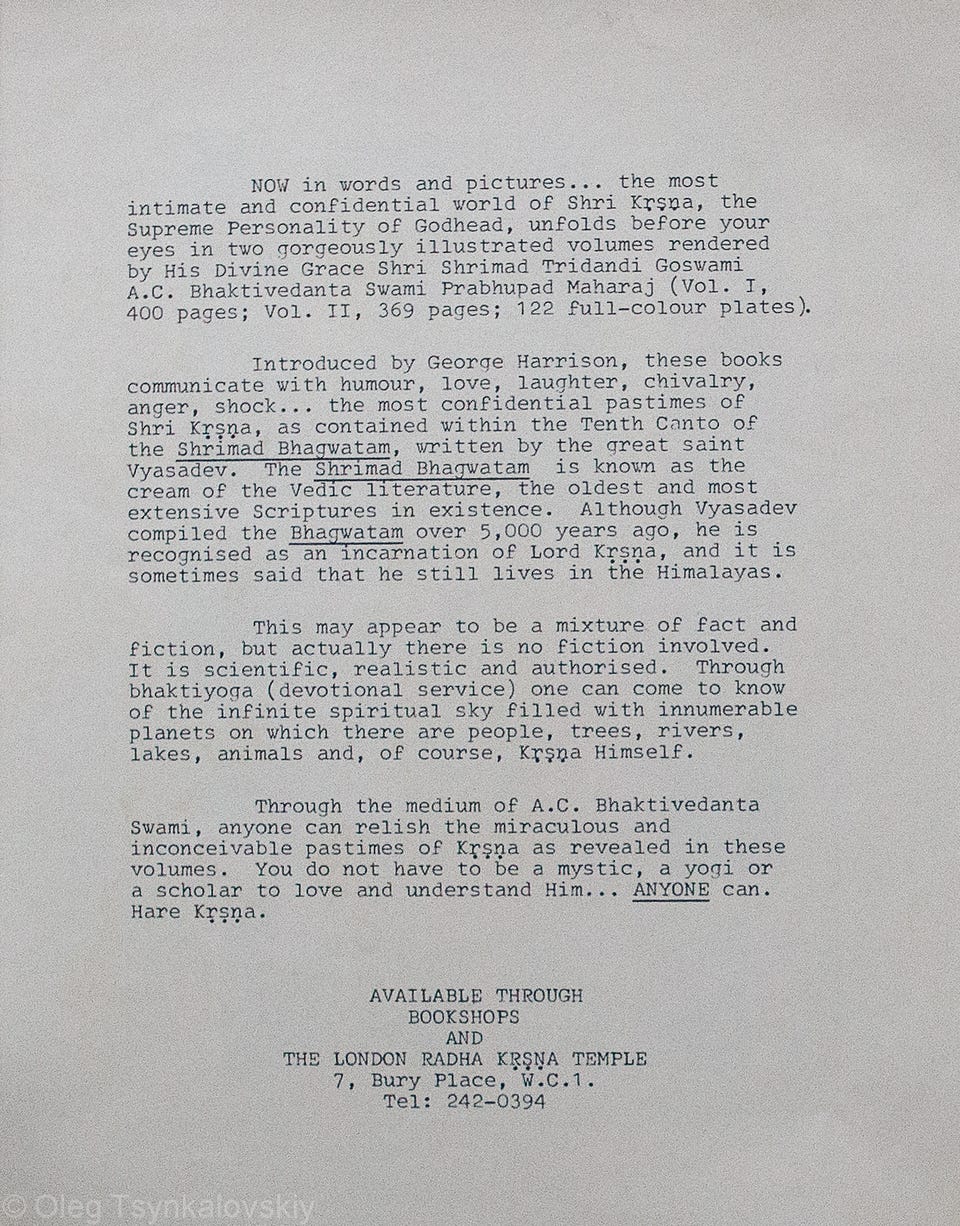 NOW in words and pictures... the most
intimate and confidential world of Shri Kṛṣṇa, the
Supreme Personality of Godhead, unfolds before your
eyes in two gorgeously illustrated volumes rendered
by His Divine Grace Shri Shrimad Tridandi Goswami
A.C. Bhaktivedanta Swami Prabhupad Maharaj (Vol. I,
400 pages; Vol. II, 369 pages; 122 full-colour plates).
Introduced by George Harrison, these books
communicate with humour, love, laughter, chivalry,
anger, shock... the most confidential pastimes of
Shri Kṛṣṇa, as contained within the Tenth Canto of
the Shrimad Bhagwatam, written by the great saint
Vyasadev. The Shrimad Bhagwatam is known as the
cream of the Vedic literature, the oldest and most
extensive Scriptures in existence. Although Vyasadev
compiled the Bhagwatam over 5,000 years ago, he is
recognised as an incarnation of Lord Kṛṣṇa, and it is
sometimes said that he still lives in the Himalayas.
This may appear to be a mixture of fact and
fiction, but actually there is no fiction involved.
It is scientific, realistic and authorised. Through
bhaktiyoga (devotional service) one can come to know
of the infinite spiritual sky filled with innumerable
planets on which there are people, trees, rivers,
lakes, animals and, of course, Kṛṣṇa Himself.
Through the medium of A.C. Bhaktivedanta
Swami, anyone can relish the miraculous and
inconceivable pastimes of Kṛṣṇa as revealed in these
volumes. You do not have to be a mystic, a yogi or
a scholar to love and understand Him... ANYONE can.
Hare Kṛṣṇa.
AVAILABLE THROUGH
BOOKSHOPS
AND
THE LONDON RADHA KṚṢṆA TEMPLE
7, Bury Place, W.C.1.
Tel: 242-0394
© Oleg Tsynkalovskiy